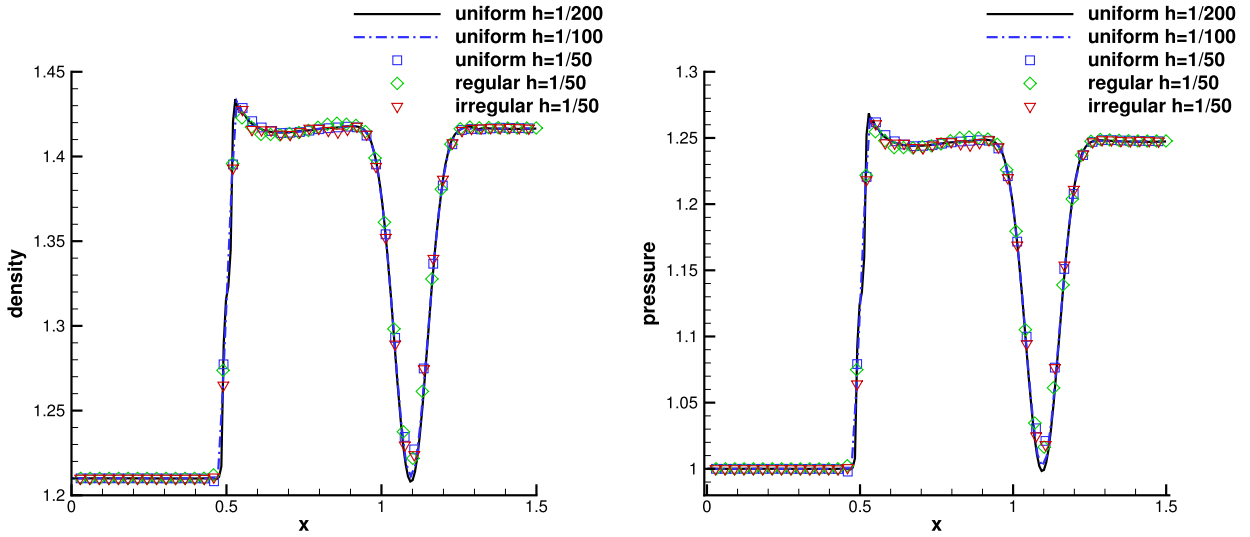 uniform h=1/200
uniform h=1/100
uniform h=1/50
regular h=1/50
irregular h=1/50
1.45
1.4
1.35
1.3
1.25
1.2
density
0
0.5
1
1.5
x
uniform h=1/200
uniform h=1/100
uniform h=1/50
regular h=1/50
irregular h=1/50
1.3
1.25
1.2
1.15
1.1
1.05
1
pressure
0
0.5
1
1.5
x